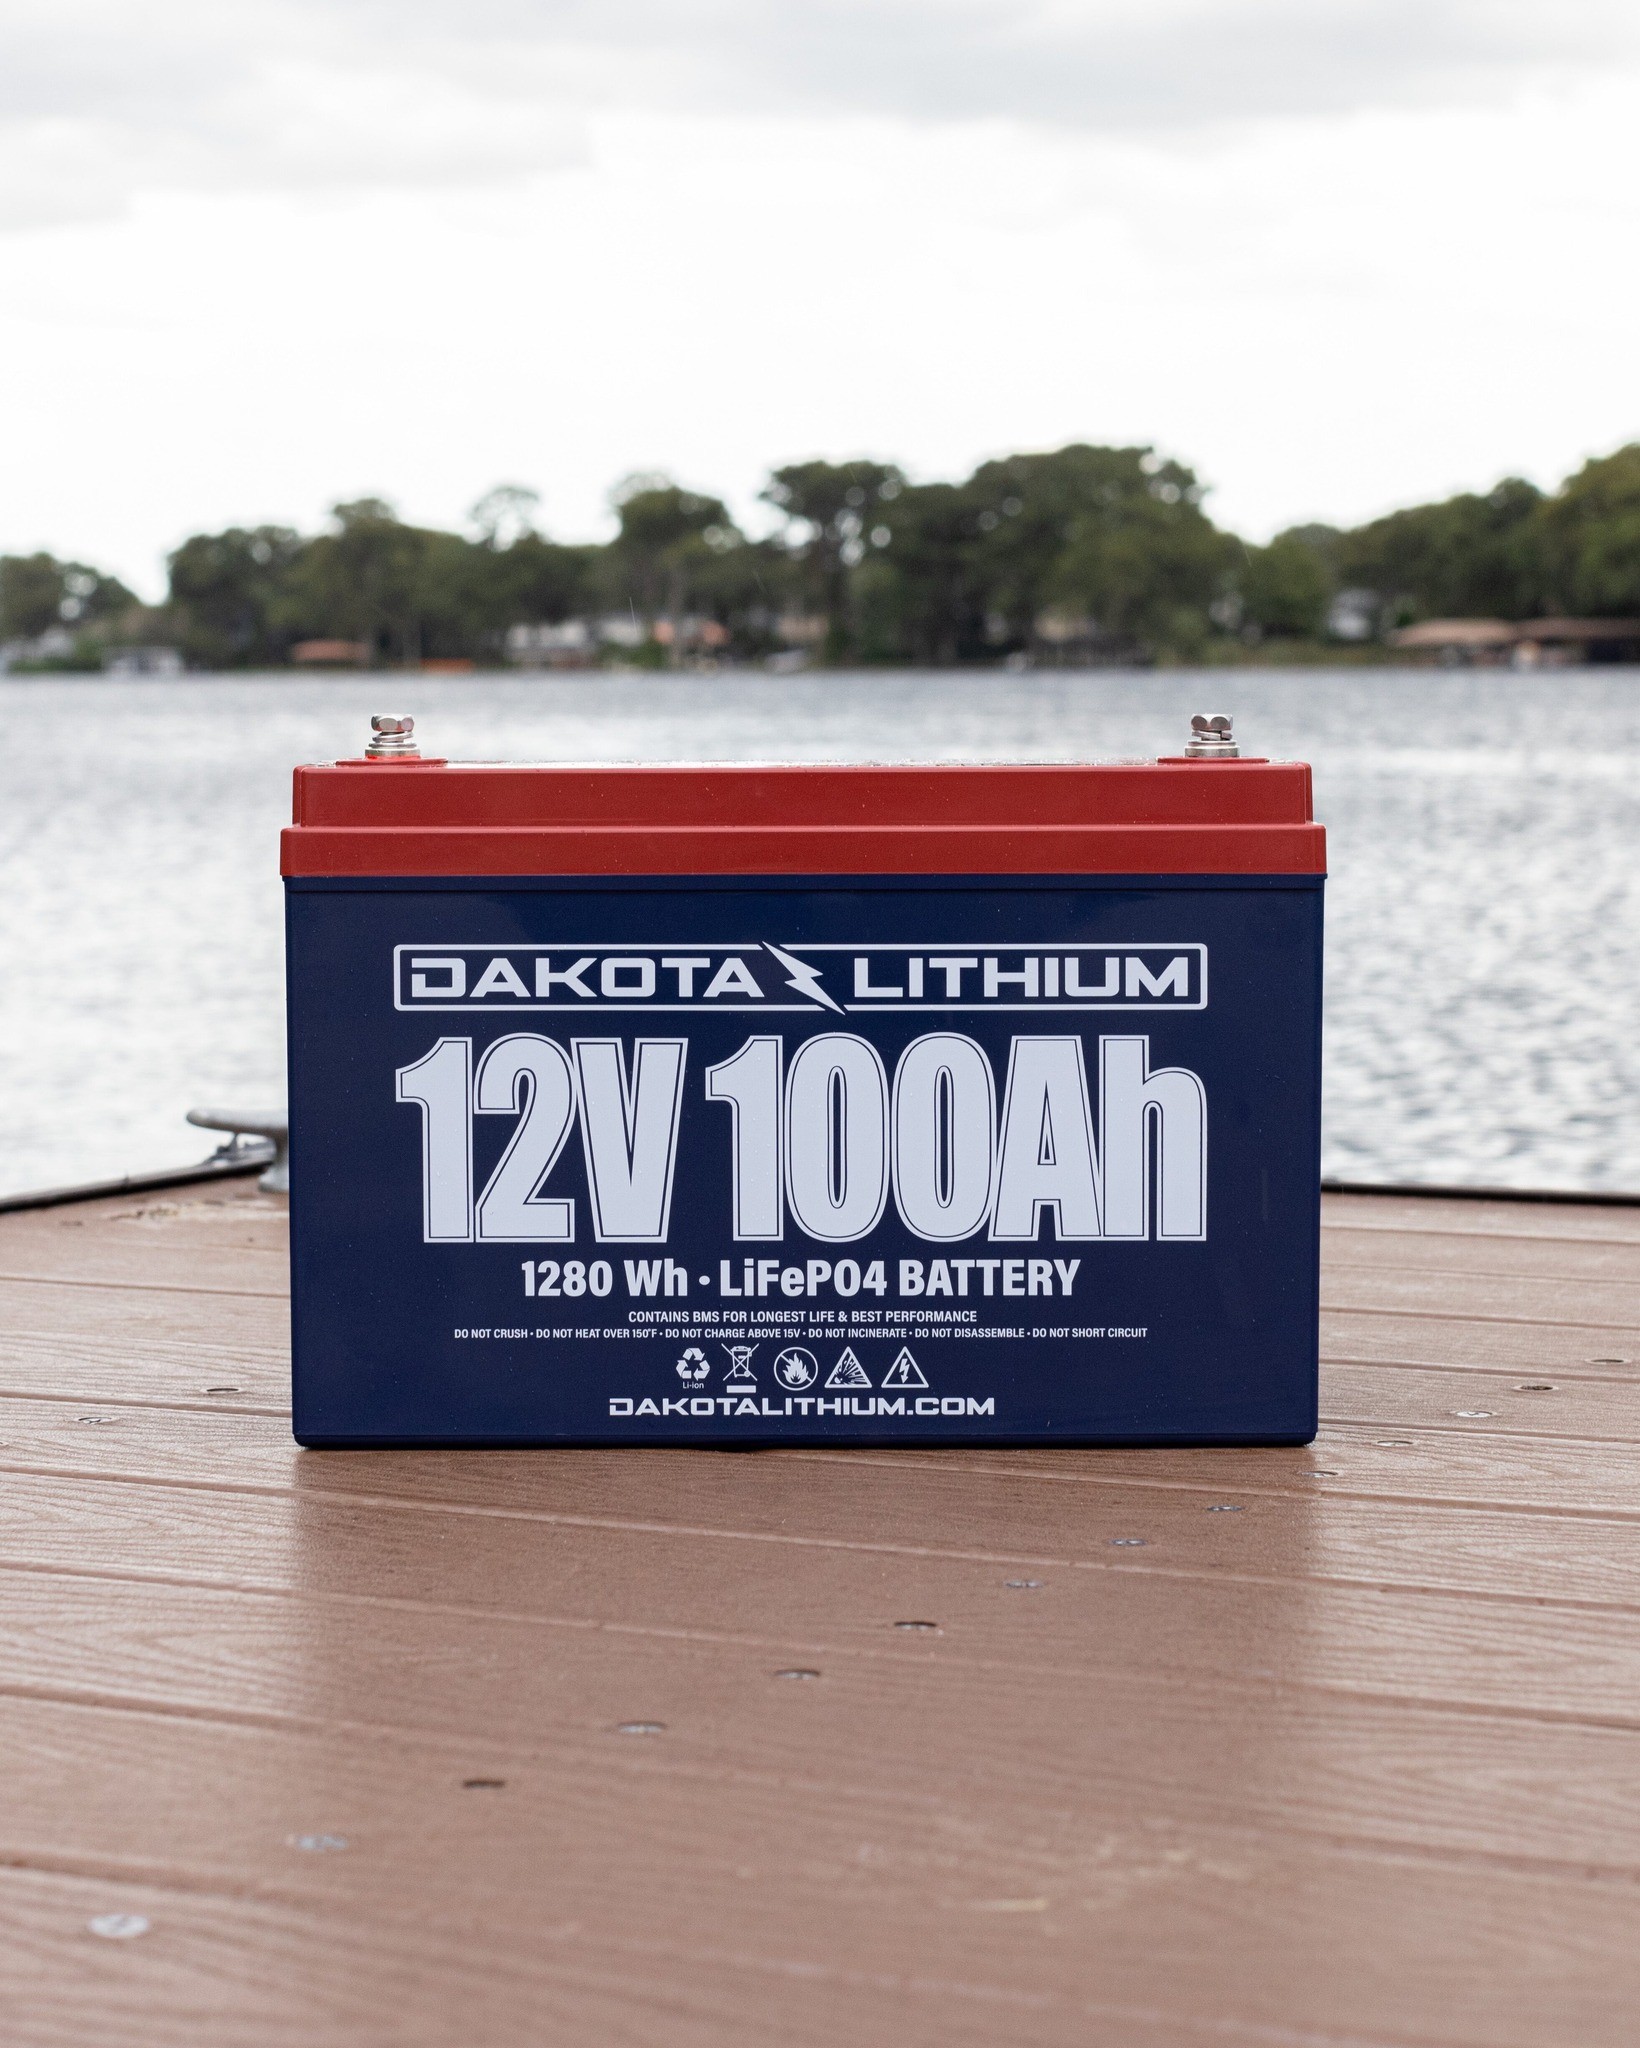 DAKOTA LITHIUM
12V 100Ah
1280 Wh · LiFePO4 BATTERY
CONTAINS BMS FOR LONGEST LIFE & BEST PERFORMANCE
DO NOT CRUSH • DO NOT HEAT OVER 150°F • DO NOT CHARGE ABOVE 15V • DO NOT INCINERATE • DO NOT DISASSEMBLE • DO NOT SHORT CIRCUIT
Li-ion
DAKOTALITHIUM.COM